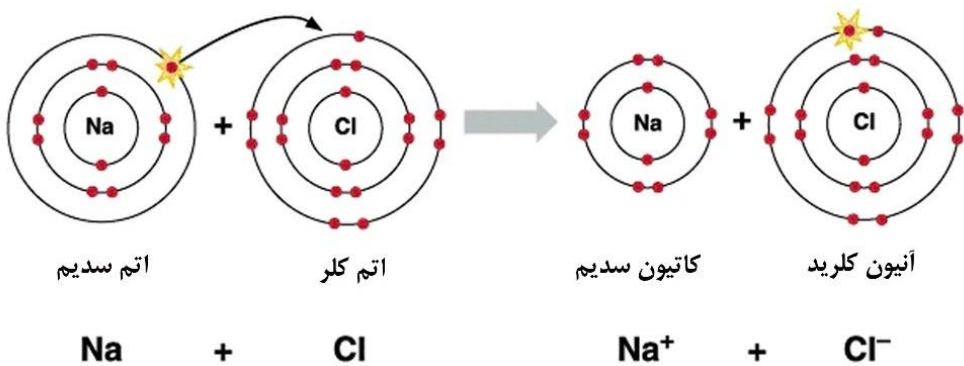 Na + Cl Na + Cl
اتم سدیم اتم کلر کاتیون سدیم آنیون کلرید
Na + Cl Na⁺ + Cl⁻